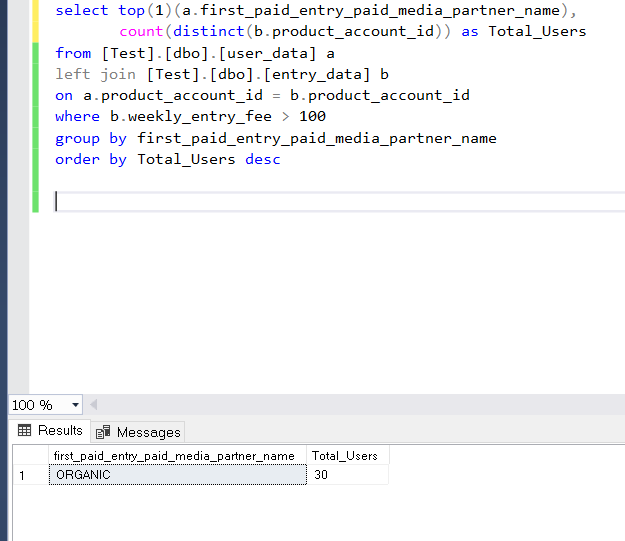 select top(1)(a.first_paid_entry_paid_media_partner_name),
count(distinct(b.product_account_id)) as Total_Users
from [Test].[dbo].[user_data] a
left join [Test].[dbo].[entry_data] b
on a.product_account_id = b.product_account_id
where b.weekly_entry_fee > 100
group by first_paid_entry_paid_media_partner_name
order by Total_Users desc
100 %
Results Messages
first_paid_entry_paid_media_partner_name Total_Users
1 ORGANIC 30